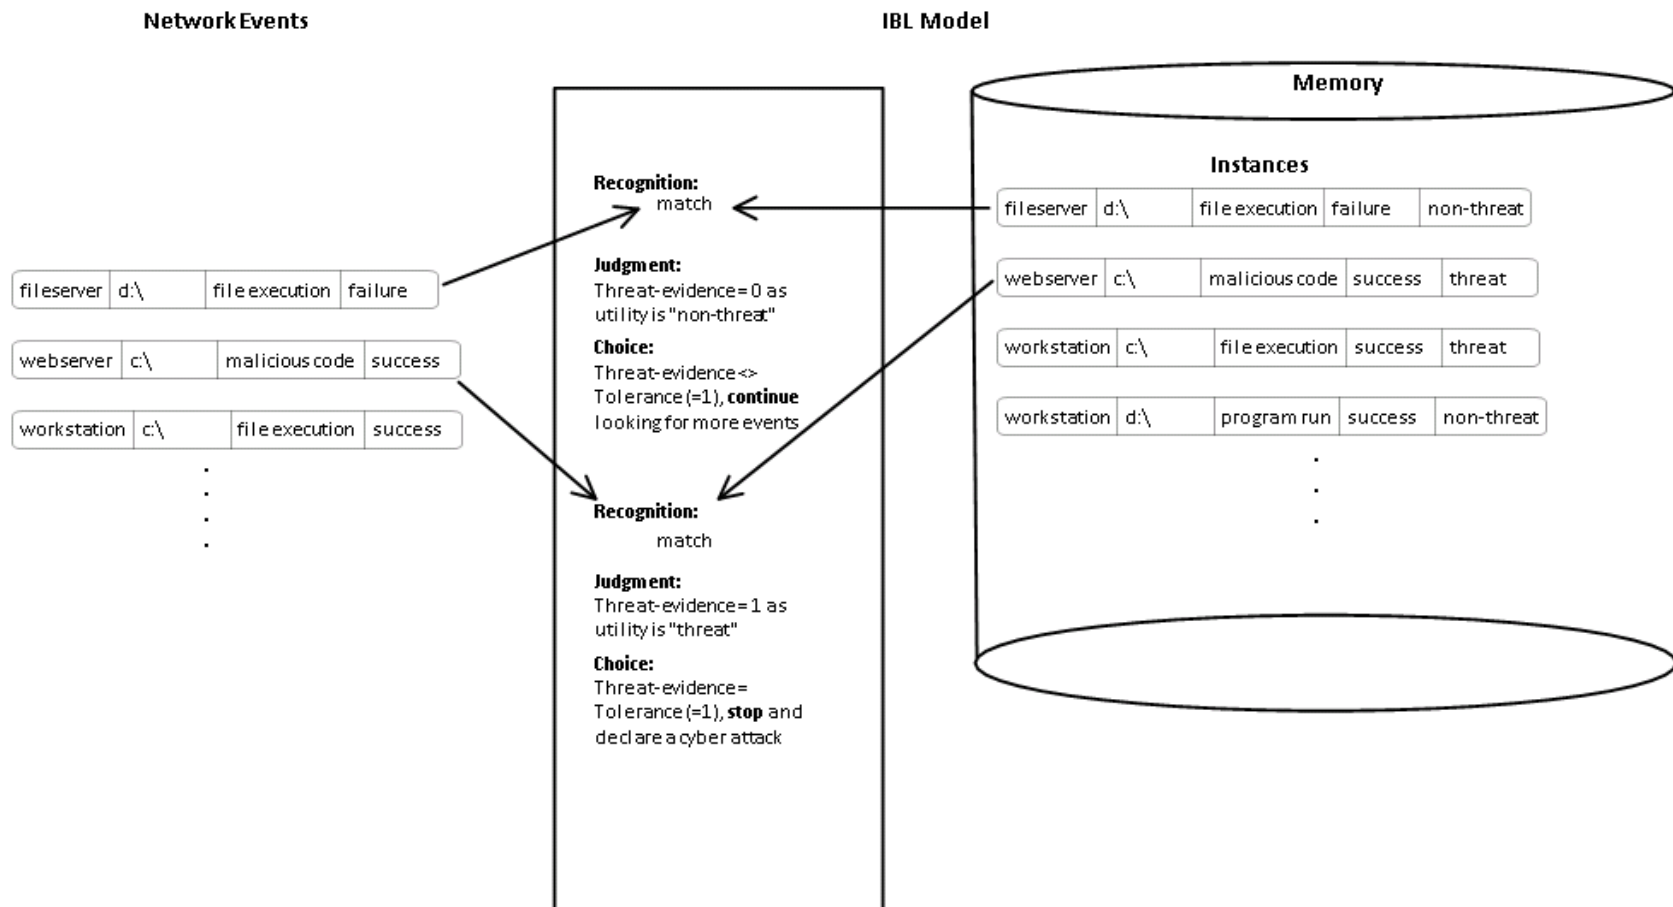 Network Events
IBL Model
fileserver d:\ file execution failure
webserver c:\ malicious code success
workstation c:\ file execution success
Recognition:
match
Judgment:
Threat-evidence= 0 as
utility is "non-threat"
Choice:
Threat-evidence<>
Tolerance (=1), continue
looking for more events
Recognition:
match
Judgment:
Threat-evidence= 1 as
utility is "threat"
Choice:
Threat-evidence=
Tolerance (=1), stop and
declare a cyber attack
Memory
Instances
fileserver d:\ file execution failure non-threat
webserver c:\ malicious code success threat
workstation c:\ file execution success threat
workstation d:\ program run success non-threat